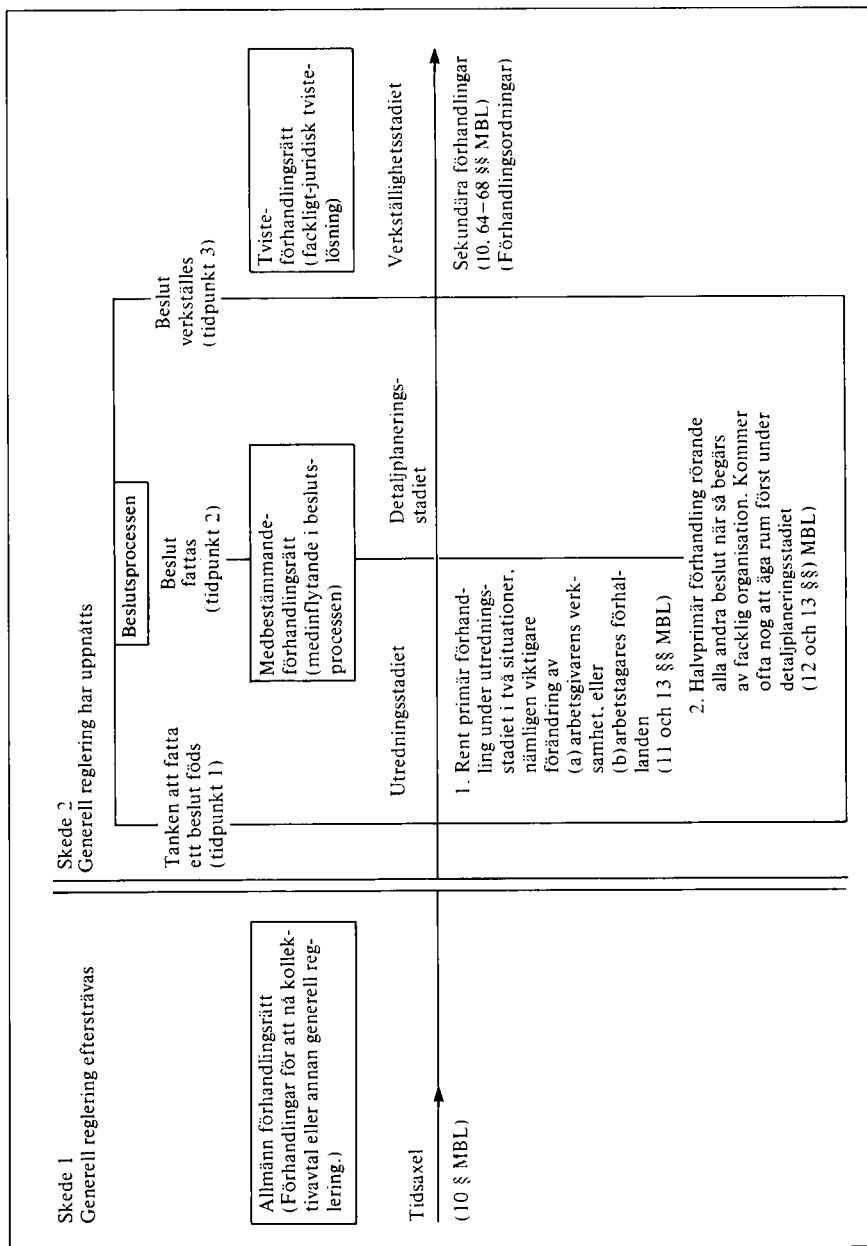 Skede 1
Generell reglering eftersträvas
Allmänn förhandlingsrätt
(Förhandlingar för att nå kollek-
tivavtal eller annan generell reg-
lering.)
Tidsaxel
(10 § MBL)
Skede 2
Generell reglering har uppnåtts
Beslutsprocessen
Tanken att fatta
ett beslut föds
(tidpunkt 1)
Beslut
fattas
(tidpunkt 2)
Beslut
verkställes
(tidpunkt 3)
Medbestämmande-
förhandlingsrätt
(medinflytande i besluts-
processen)
Tviste-
förhandlingsrätt
(fackligt-juridisk tviste-
lösning)
Utredningsstadiet
Detaljplanerings-
stadiet
Verkställighetsstadiet
1. Rent primär förhand-
ling under utrednings-
stadiet i två situationer,
nämligen viktigare
förändring av
(a) arbetsgivarens verk-
samhet, eller
(b) arbetstagares förhål-
landen
(11 och 13 §§ MBL)
2. Halvprimär förhandling rörande
alla andra beslut när så begärs
av facklig organisation. Kommer
ofta nog att äga rum först under
detaljplaneringsstadiet
(12 och 13 §§) MBL)
Sekundära förhandlingar
(10. 64–68 §§ MBL)
(Förhandlingsordningar)